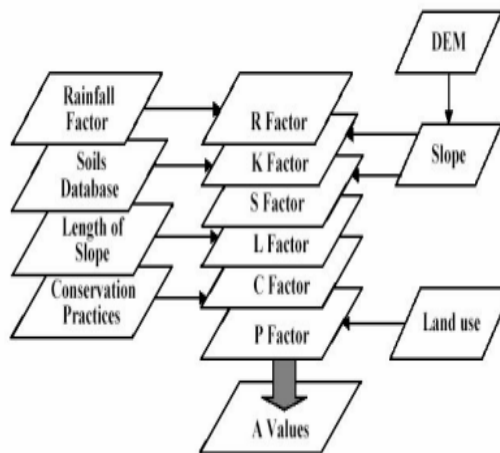 DEM
Rainfall
Factor
R Factor
Soils
Database
K Factor
Slope
S Factor
Length of
Slope
L Factor
Conservation
Practices
C Factor
P Factor
Land use
A Values